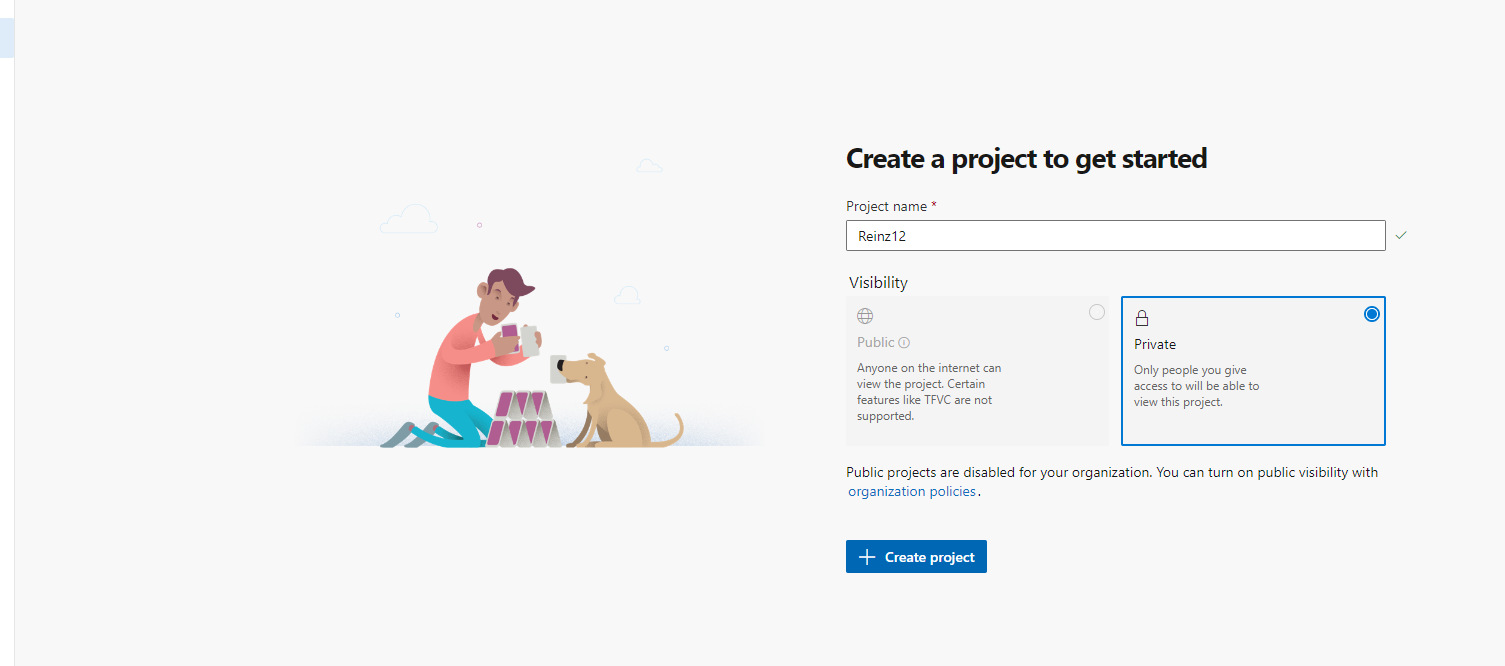 Create a project to get started
Project name *
Reinz12
Visibility
Public
Anyone on the internet can
view the project. Certain
features like TFVC are not
supported.
Private
Only people you give
access to will be able to
view this project.
Public projects are disabled for your organization. You can turn on public visibility with
organization policies.
Create project